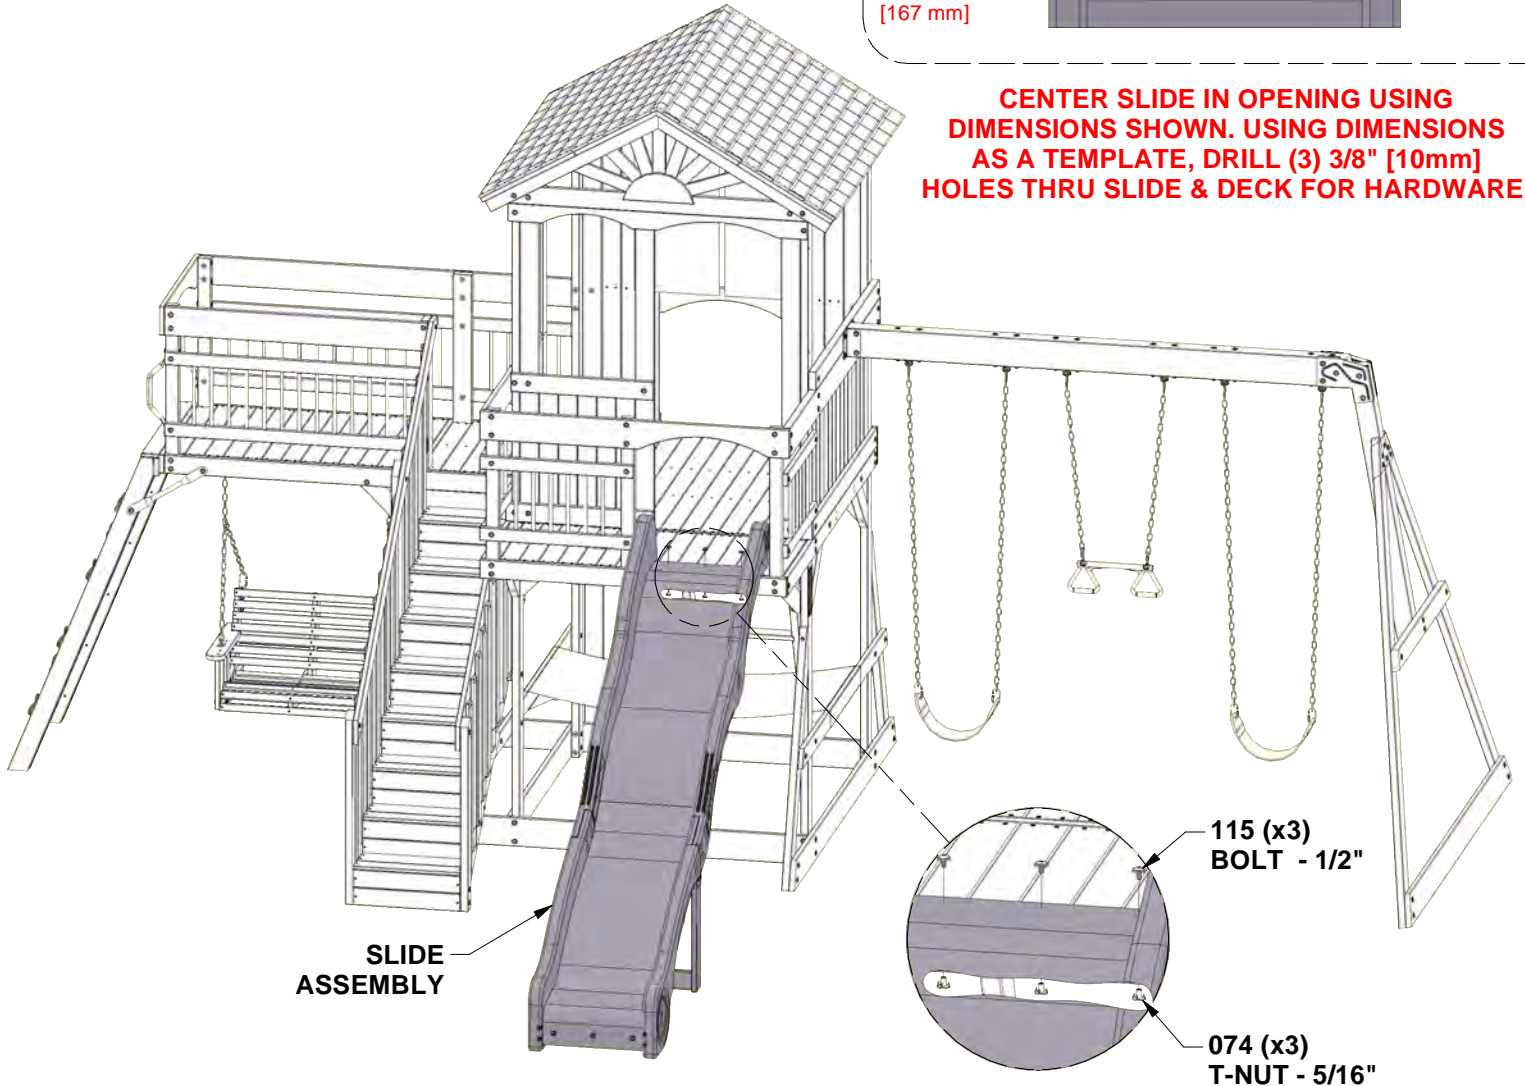 [167 mm]
CENTER SLIDE IN OPENING USING
DIMENSIONS SHOWN. USING DIMENSIONS
AS A TEMPLATE, DRILL (3) 3/8" [10mm]
HOLES THRU SLIDE & DECK FOR HARDWARE
115 (x3)
BOLT - 1/2"
SLIDE
ASSEMBLY
074 (x3)
T-NUT - 5/16"